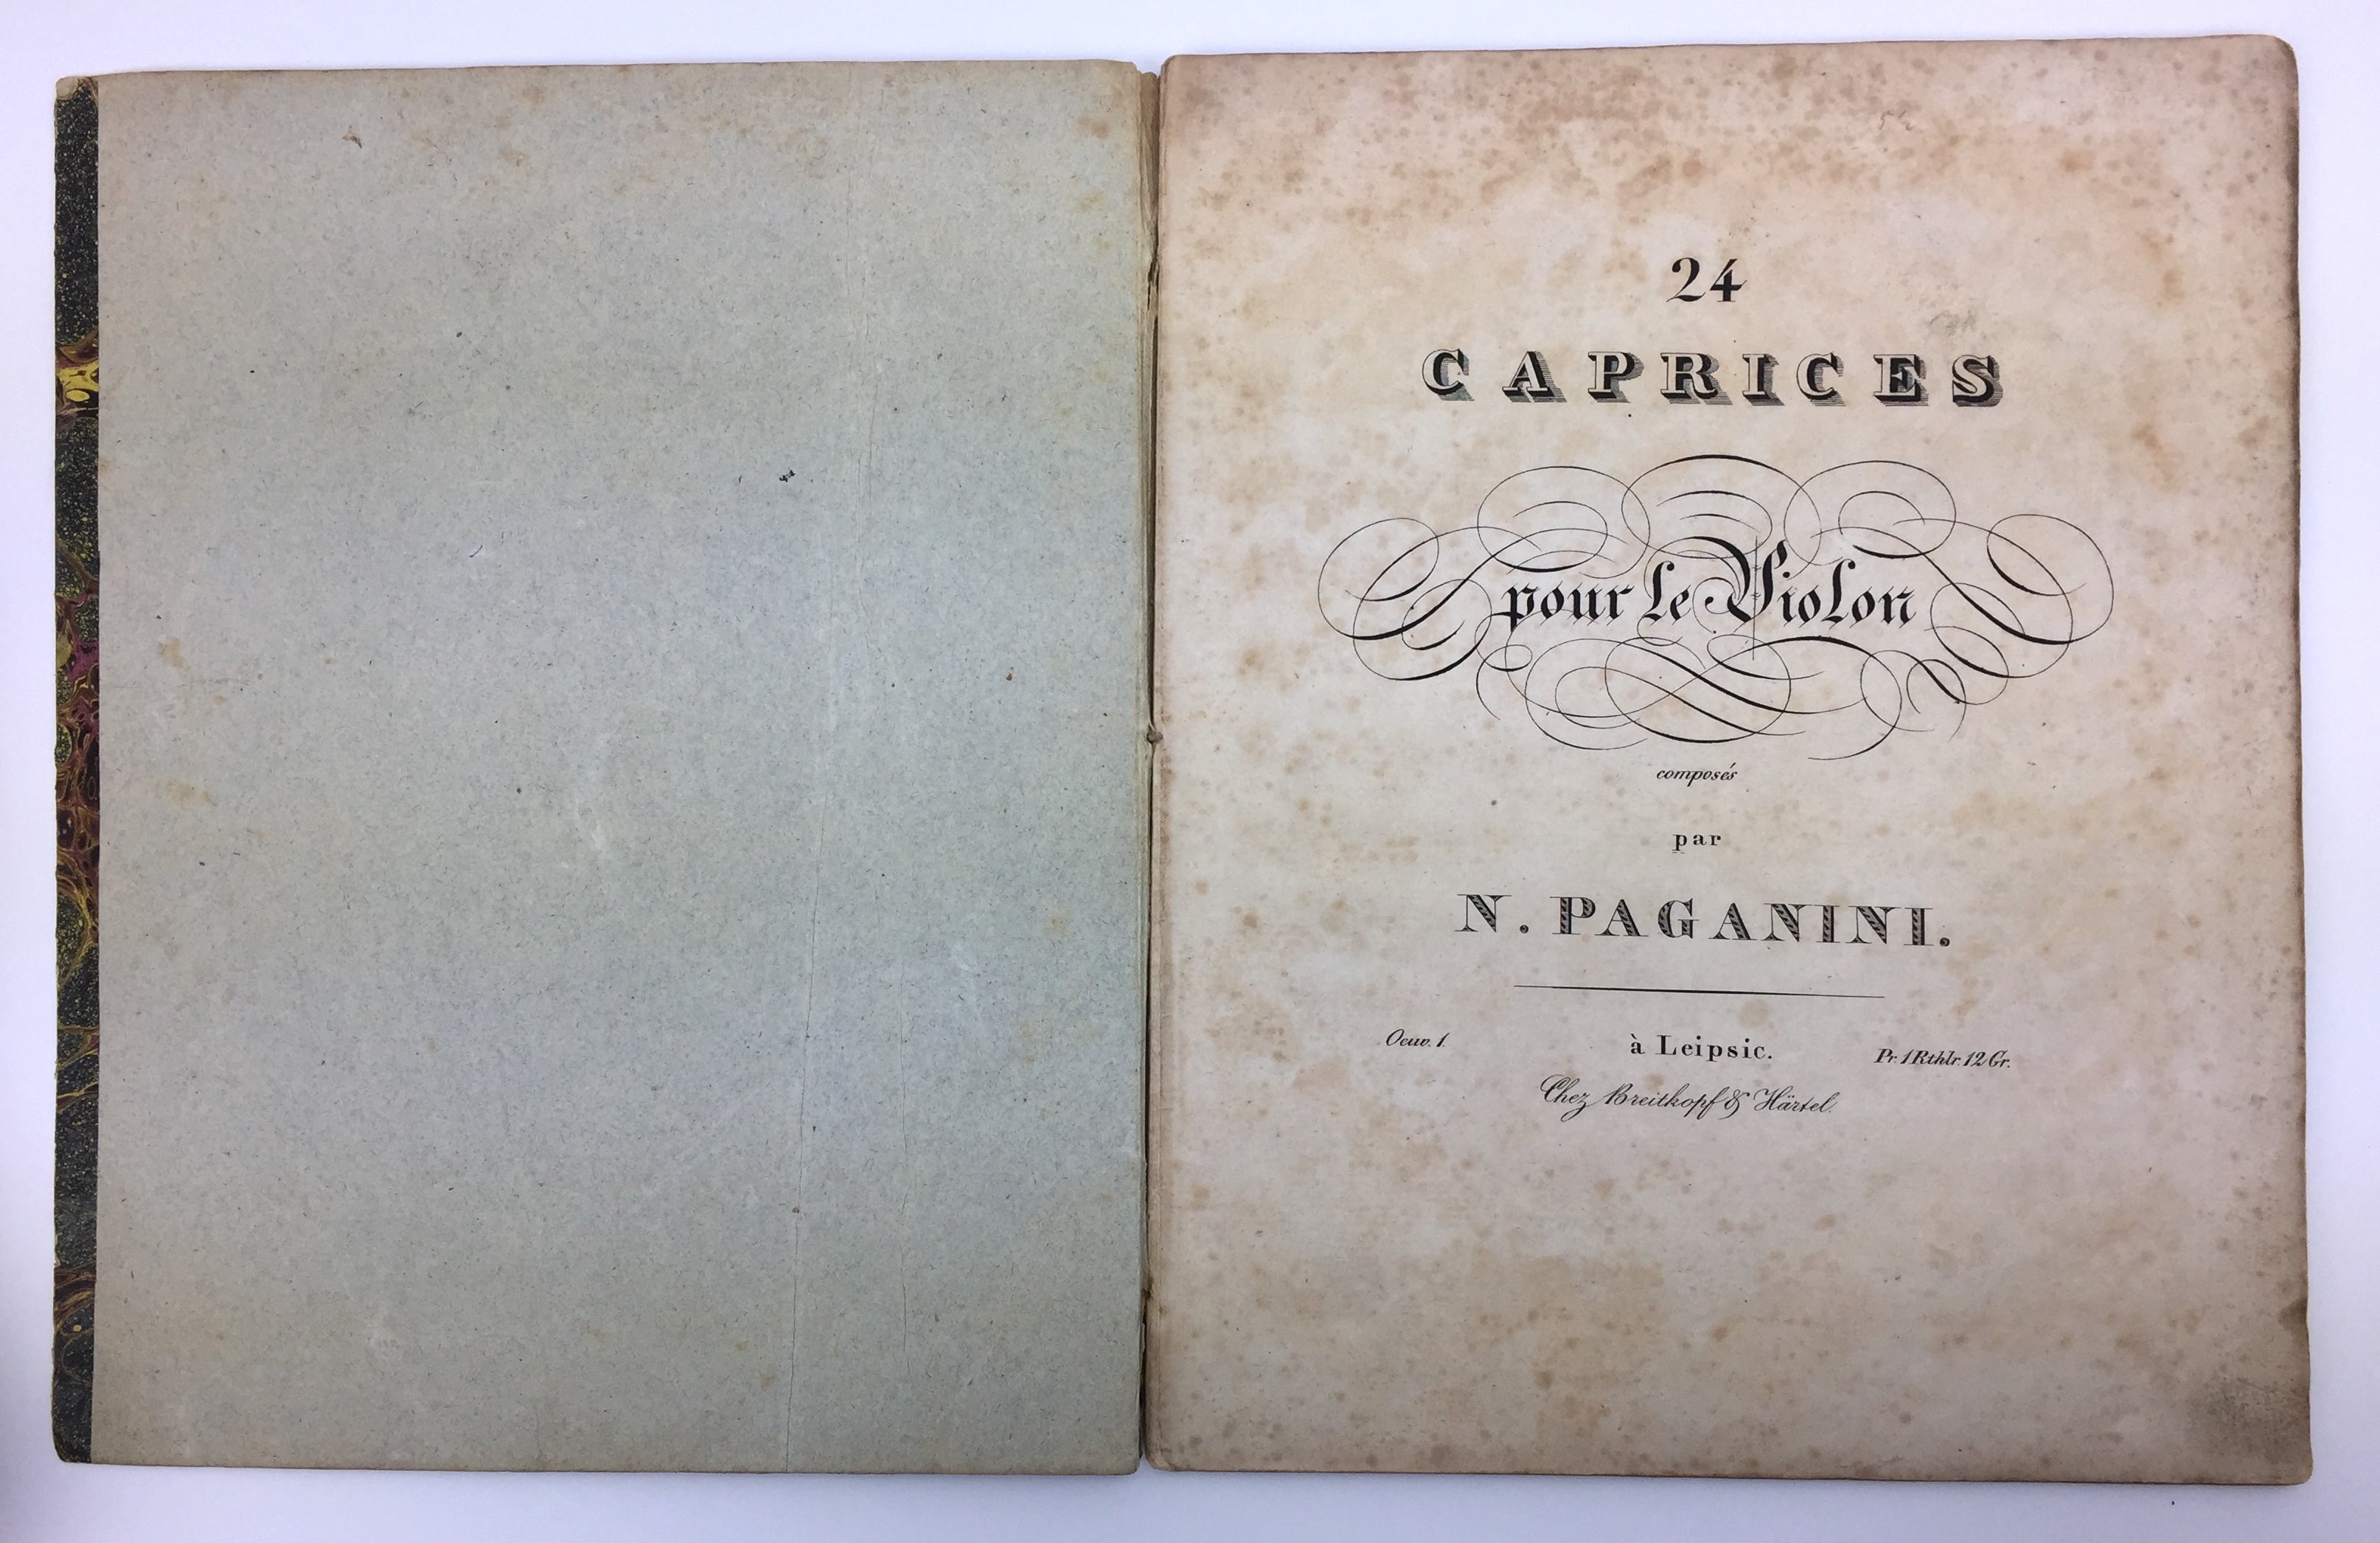 24
CAPRICES
pour le Violon
composés
par
N. PAGANINI.
Oeuv. 1.
à Leipsic.
Pr. 1 Rthlr. 12 Gr.
Chez Breitkopf & Härtel.